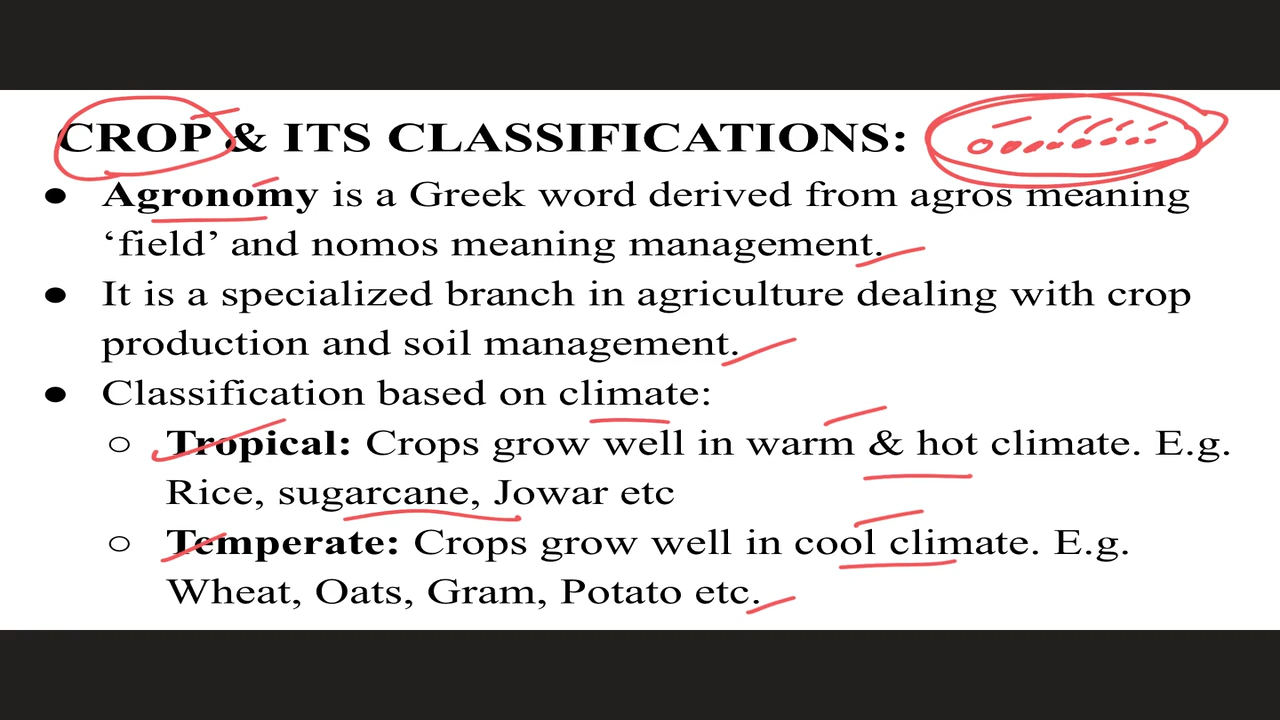 CROP & ITS CLASSIFICATIONS:
● Agronomy is a Greek word derived from agros meaning
‘field’ and nomos meaning management.
● It is a specialized branch in agriculture dealing with crop
production and soil management.
● Classification based on climate:
○ Tropical: Crops grow well in warm & hot climate. E.g.
Rice, sugarcane, Jowar etc
○ Temperate: Crops grow well in cool climate. E.g.
Wheat, Oats, Gram, Potato etc.